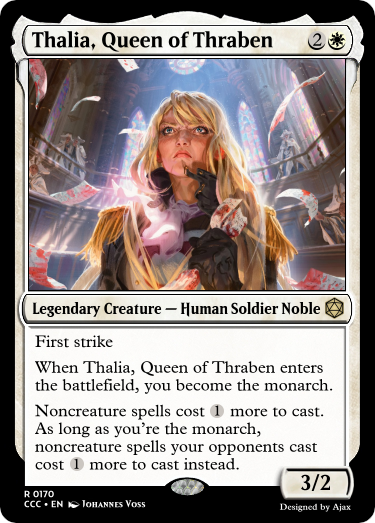 Thalia, Queen of Thraben 2
Legendary Creature — Human Soldier Noble
First strike
When Thalia, Queen of Thraben enters
the battlefield, you become the monarch.
Noncreature spells cost 1 more to cast.
As long as you’re the monarch,
noncreature spells your opponents cast
cost 1 more to cast instead.
3/2
R 0170
CCC • EN Johannes Voss
Designed by Ajax